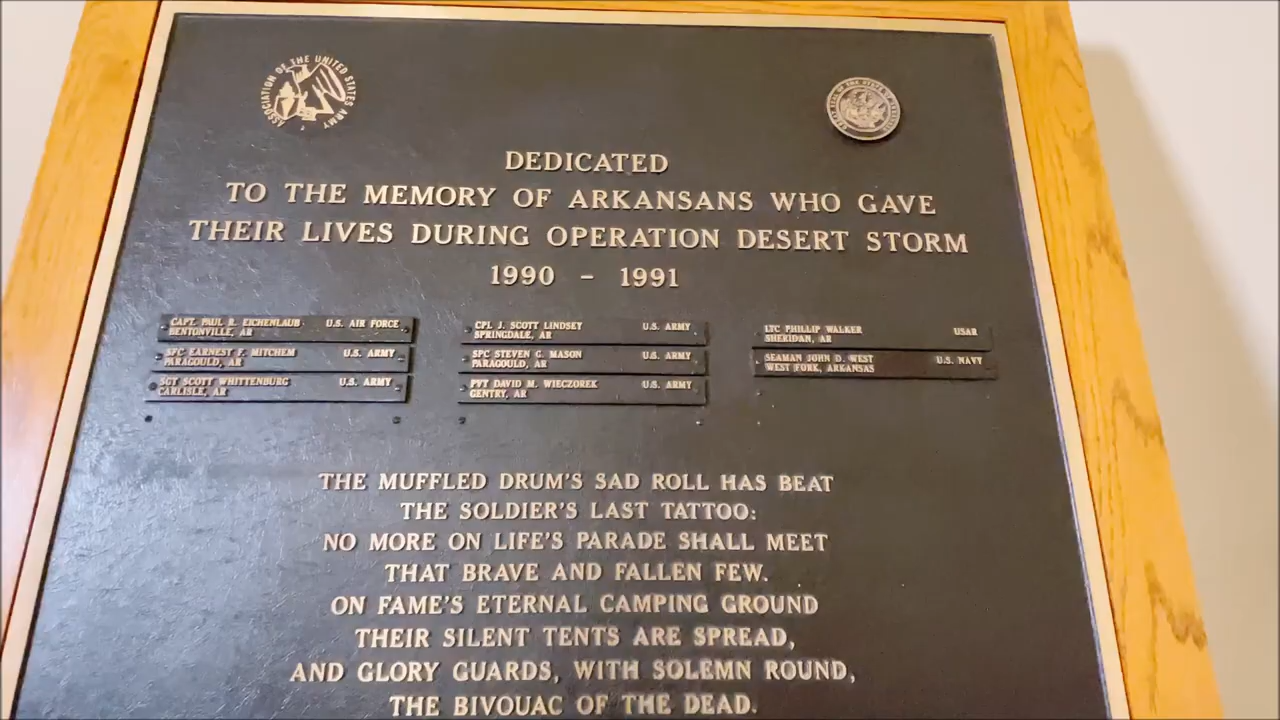 ASSOCIATION OF THE UNITED STATES ARMY
DEDICATED
TO THE MEMORY OF ARKANSANS WHO GAVE
THEIR LIVES DURING OPERATION DESERT STORM
1990 - 1991
CAPT. PAUL R. EICHENLAUB U.S. AIR FORCE
BENTONVILLE, AR
SPC EARNEST F. MITCHEM U.S. ARMY
PARAGOULD, AR
SGT SCOTT WHITTENBURG U.S. ARMY
CARLISLE, AR
CPL J. SCOTT LINDSEY U.S. ARMY
SPRINGDALE, AR
SPC STEVEN G. MASON U.S. ARMY
PARAGOULD, AR
PVT DAVID M. WIECZOREK U.S. ARMY
GENTRY, AR
LTC PHILLIP WALKER USAR
SHERIDAN, AR
SEAMAN JOHN D. WEST U.S. NAVY
WEST FORK, ARKANSAS
THE MUFFLED DRUM'S SAD ROLL HAS BEAT
THE SOLDIER'S LAST TATTOO:
NO MORE ON LIFE'S PARADE SHALL MEET
THAT BRAVE AND FALLEN FEW.
ON FAME'S ETERNAL CAMPING GROUND
THEIR SILENT TENTS ARE SPREAD,
AND GLORY GUARDS, WITH SOLEMN ROUND,
THE BIVOUAC OF THE DEAD.